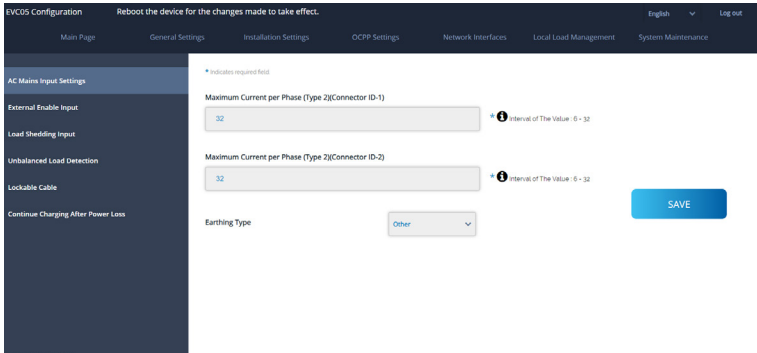 EVC05 Configuration Reboot the device for the changes made to take effect. English Log out
Main Page General Settings Installation Settings OCPP Settings Network Interfaces Local Load Management System Maintenance
* Indicates required field.
AC Mains Input Settings
External Enable Input
Load Shedding Input
Unbalanced Load Detection
Lockable Cable
Continue Charging After Power Loss
Maximum Current per Phase (Type 2)(Connector ID-1)
32 * Interval of The Value : 6 - 32
Maximum Current per Phase (Type 2)(Connector ID-2)
32 * Interval of The Value : 6 - 32
Earthing Type Other
SAVE